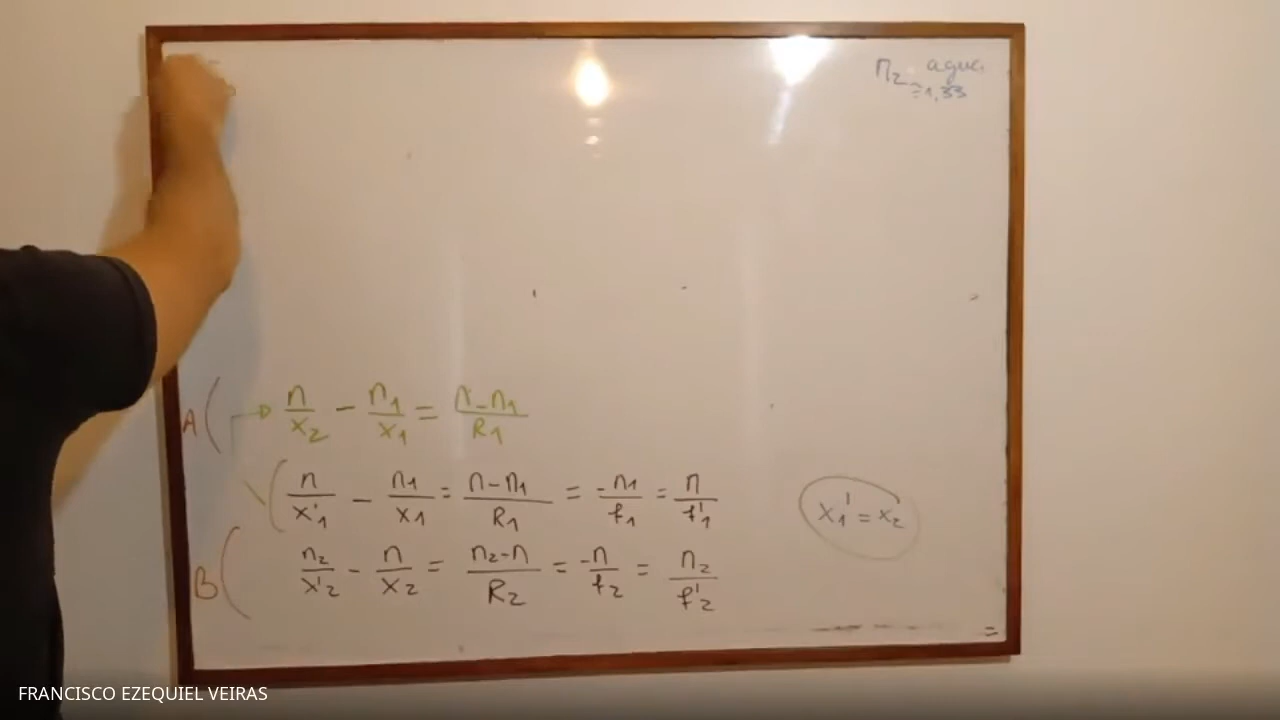 n₂ agua
≅1,33
A( → n/x₂ - n₁/x₁ = n-n₁/R₁
n/x'₁ - n₁/x₁ = n-n₁/R₁ = -n₁/f₁ = n/f'₁
x₁' = x₂
B( n₂/x'₂ - n/x₂ = n₂-n/R₂ = -n/f₂ = n₂/f'₂
FRANCISCO EZEQUIEL VEIRAS